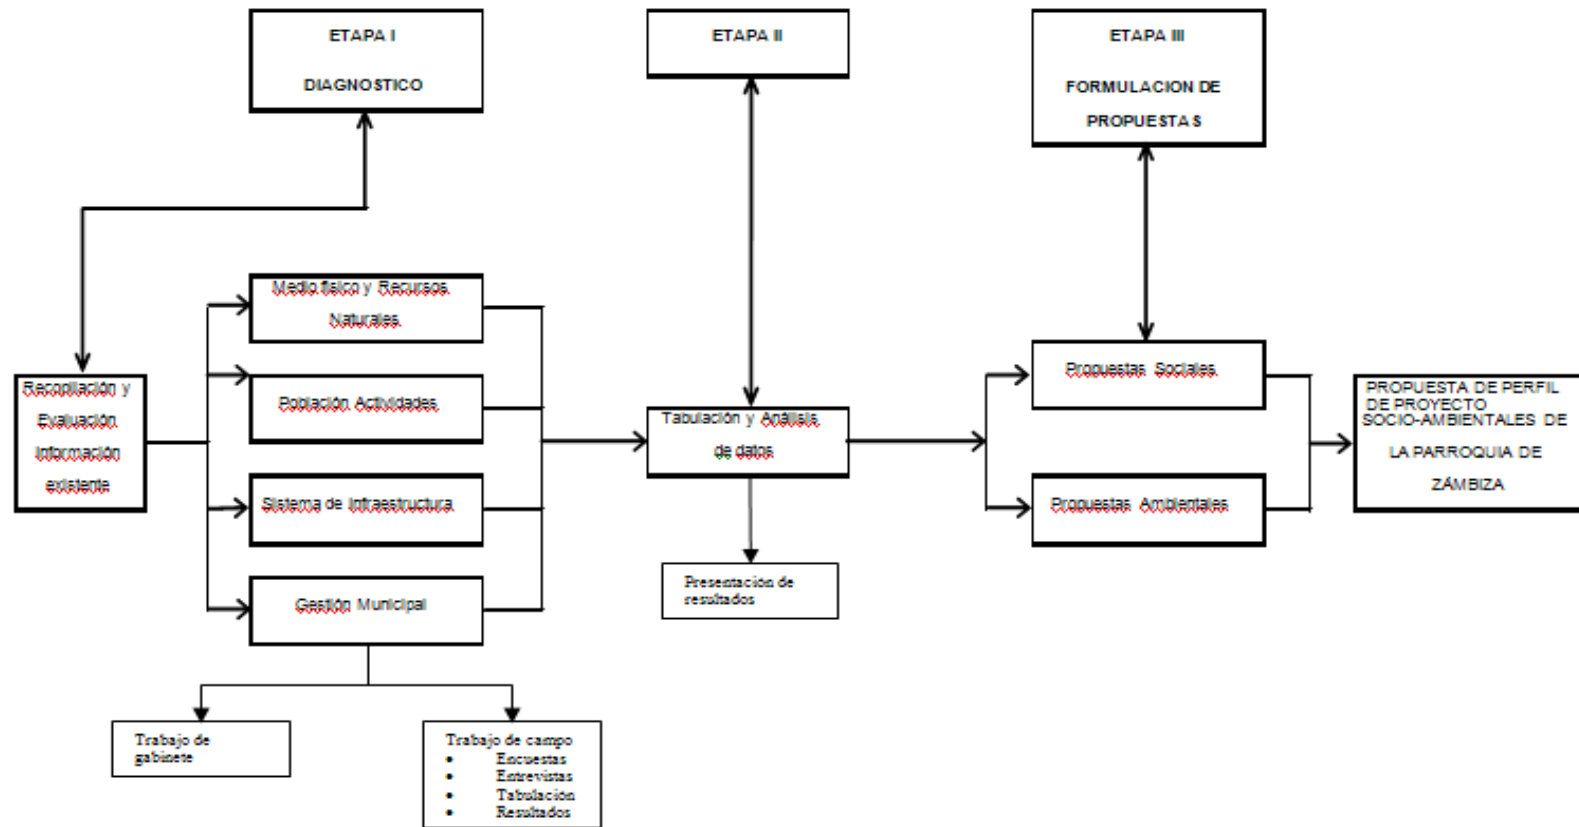 ETAPA I
DIAGNOSTICO
ETAPA II
ETAPA III
FORMULACION DE
PROPUESTAS
Recopilación y
Evaluación
Información
existente
Medio físico y Recursos
Naturales.
Población Actividades.
Sistema de Infraestructura
Gestión Municipal
Trabajo de
gabinete
Trabajo de campo
• Encuestas
• Entrevistas
• Tabulación
• Resultados
Tabulación y Análisis
de datos
Presentación de
resultados
Propuestas Sociales.
Propuestas Ambientales
PROPUESTA DE PERFIL
DE PROYECTO
SOCIO-AMBIENTALES DE
LA PARROQUIA DE
ZÁMBIZA